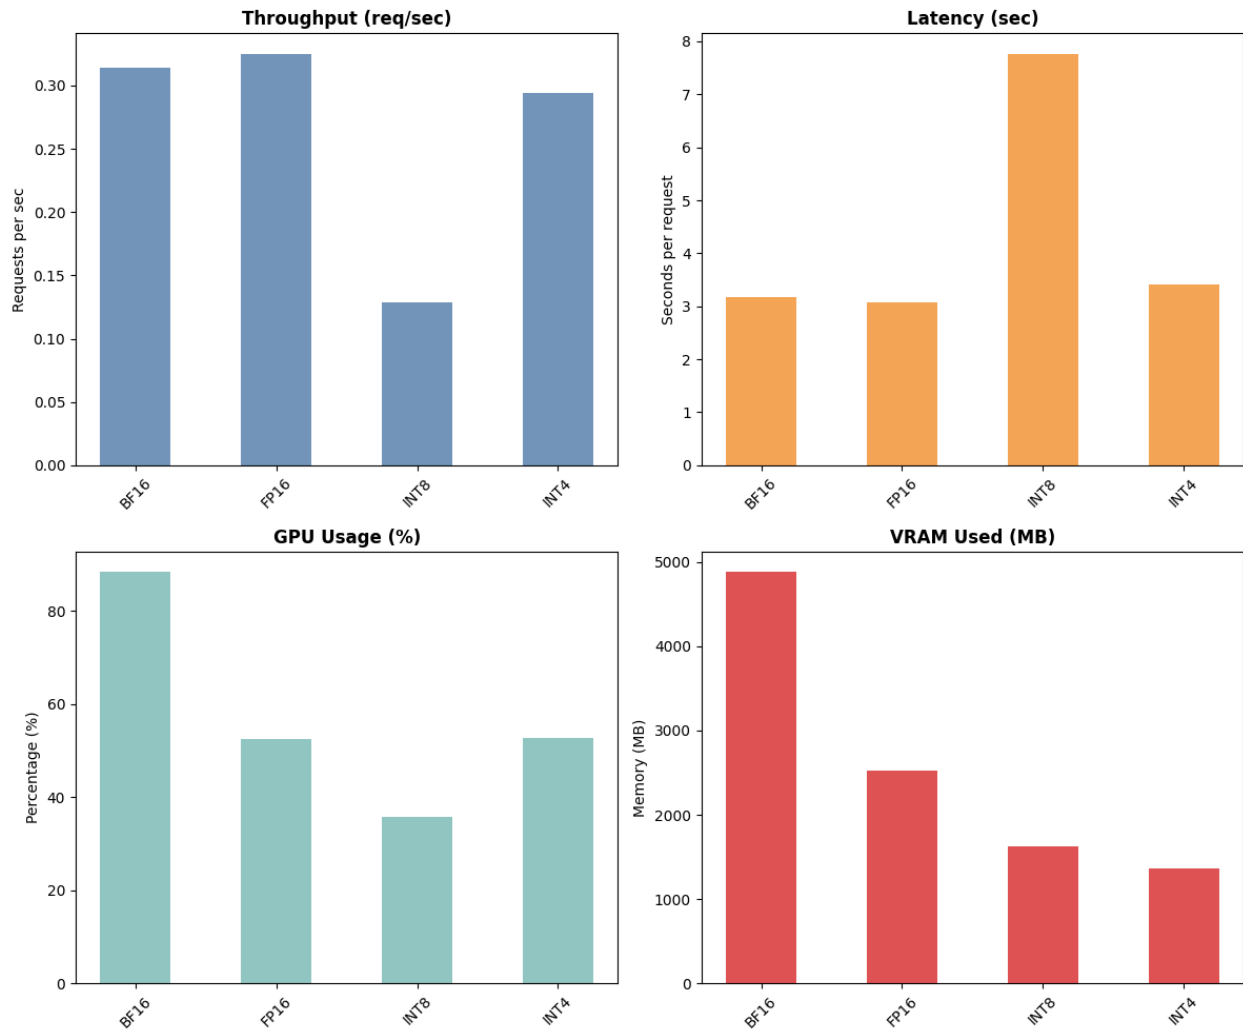 Throughput (req/sec)
Requests per sec
0.30
0.25
0.20
0.15
0.10
0.05
0.00
BF16
FP16
INT8
INT4
Latency (sec)
Seconds per request
8
7
6
5
4
3
2
1
0
BF16
FP16
INT8
INT4
GPU Usage (%)
Percentage (%)
80
60
40
20
0
BF16
FP16
INT8
INT4
VRAM Used (MB)
Memory (MB)
5000
4000
3000
2000
1000
0
BF16
FP16
INT8
INT4